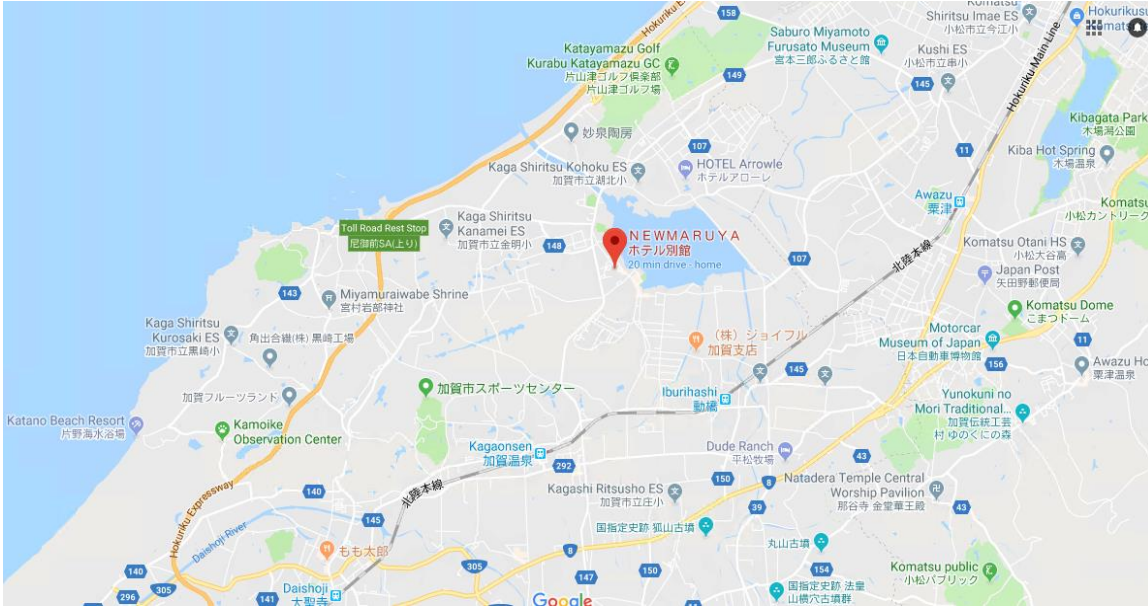 158
Hokuriku E
Komatsu
Shiritsu Imae ES
小松市立今江小
Hokurikusu
Komats
Saburo Miyamoto
Furusato Museum
宮本三郎ふるさと館
Kushi ES
小松市立串小
Katayamazu Golf
Kurabu Katayamazu GC
片山津ゴルフ倶楽部
片山津ゴルフ場
149
145
Hokuriku Main Line
Kibagata Park
木場潟公園
妙泉陶房
107
11
Kiba Hot Spring
木場温泉
Kaga Shiritsu Kohoku ES
加賀市立湖北小
HOTEL Arrowle
ホテルアローレ
Awazu
粟津
Komatsu
小松カントリーク
Toll Road Rest Stop
尼御前SA(上り)
Kaga Shiritsu
Kanamei ES
加賀市立金明小
148
NEWMARUYA
ホテル別館
20 min drive - home
107
北陸本線
Komatsu Otani HS
小松大谷高
Japan Post
矢田野郵便局
143
Miyamuraiwabe Shrine
宮村岩部神社
Komatsu Dome
こまつドーム
Kaga Shiritsu
Kurosaki ES
加賀市立黒崎小
角出合繊(株) 黒崎工場
(株)ジョイフル
加賀支店
Motorcar
Museum of Japan
日本自動車博物館
11
156
Awazu Ho
粟津温泉
145
加賀市スポーツセンター
加賀フルーツランド
Iburihashi
動橋
Yunokuni no
Mori Traditional...
加賀伝統工芸
村 ゆのくにの森
Katano Beach Resort
片野海水浴場
Kamoike
Observation Center
Kagaonsen
加賀温泉
292
Dude Ranch
平松牧場
43
Natadera Temple Central
Worship Pavilion
那谷寺 金堂華王殿
43
Hokuriku Expressway
140
北陸本線
Kagashi Ritsusho ES
加賀市立庄小
150
8
39
145
国指定史跡 狐山古墳
丸山古墳
Daishoji River
もも太郎
8
140
305
305
296
141
Daishoji
大聖寺
147
Google
150
154
国指定史跡 法皇
山横穴古墳群
Komatsu public
小松パブリック